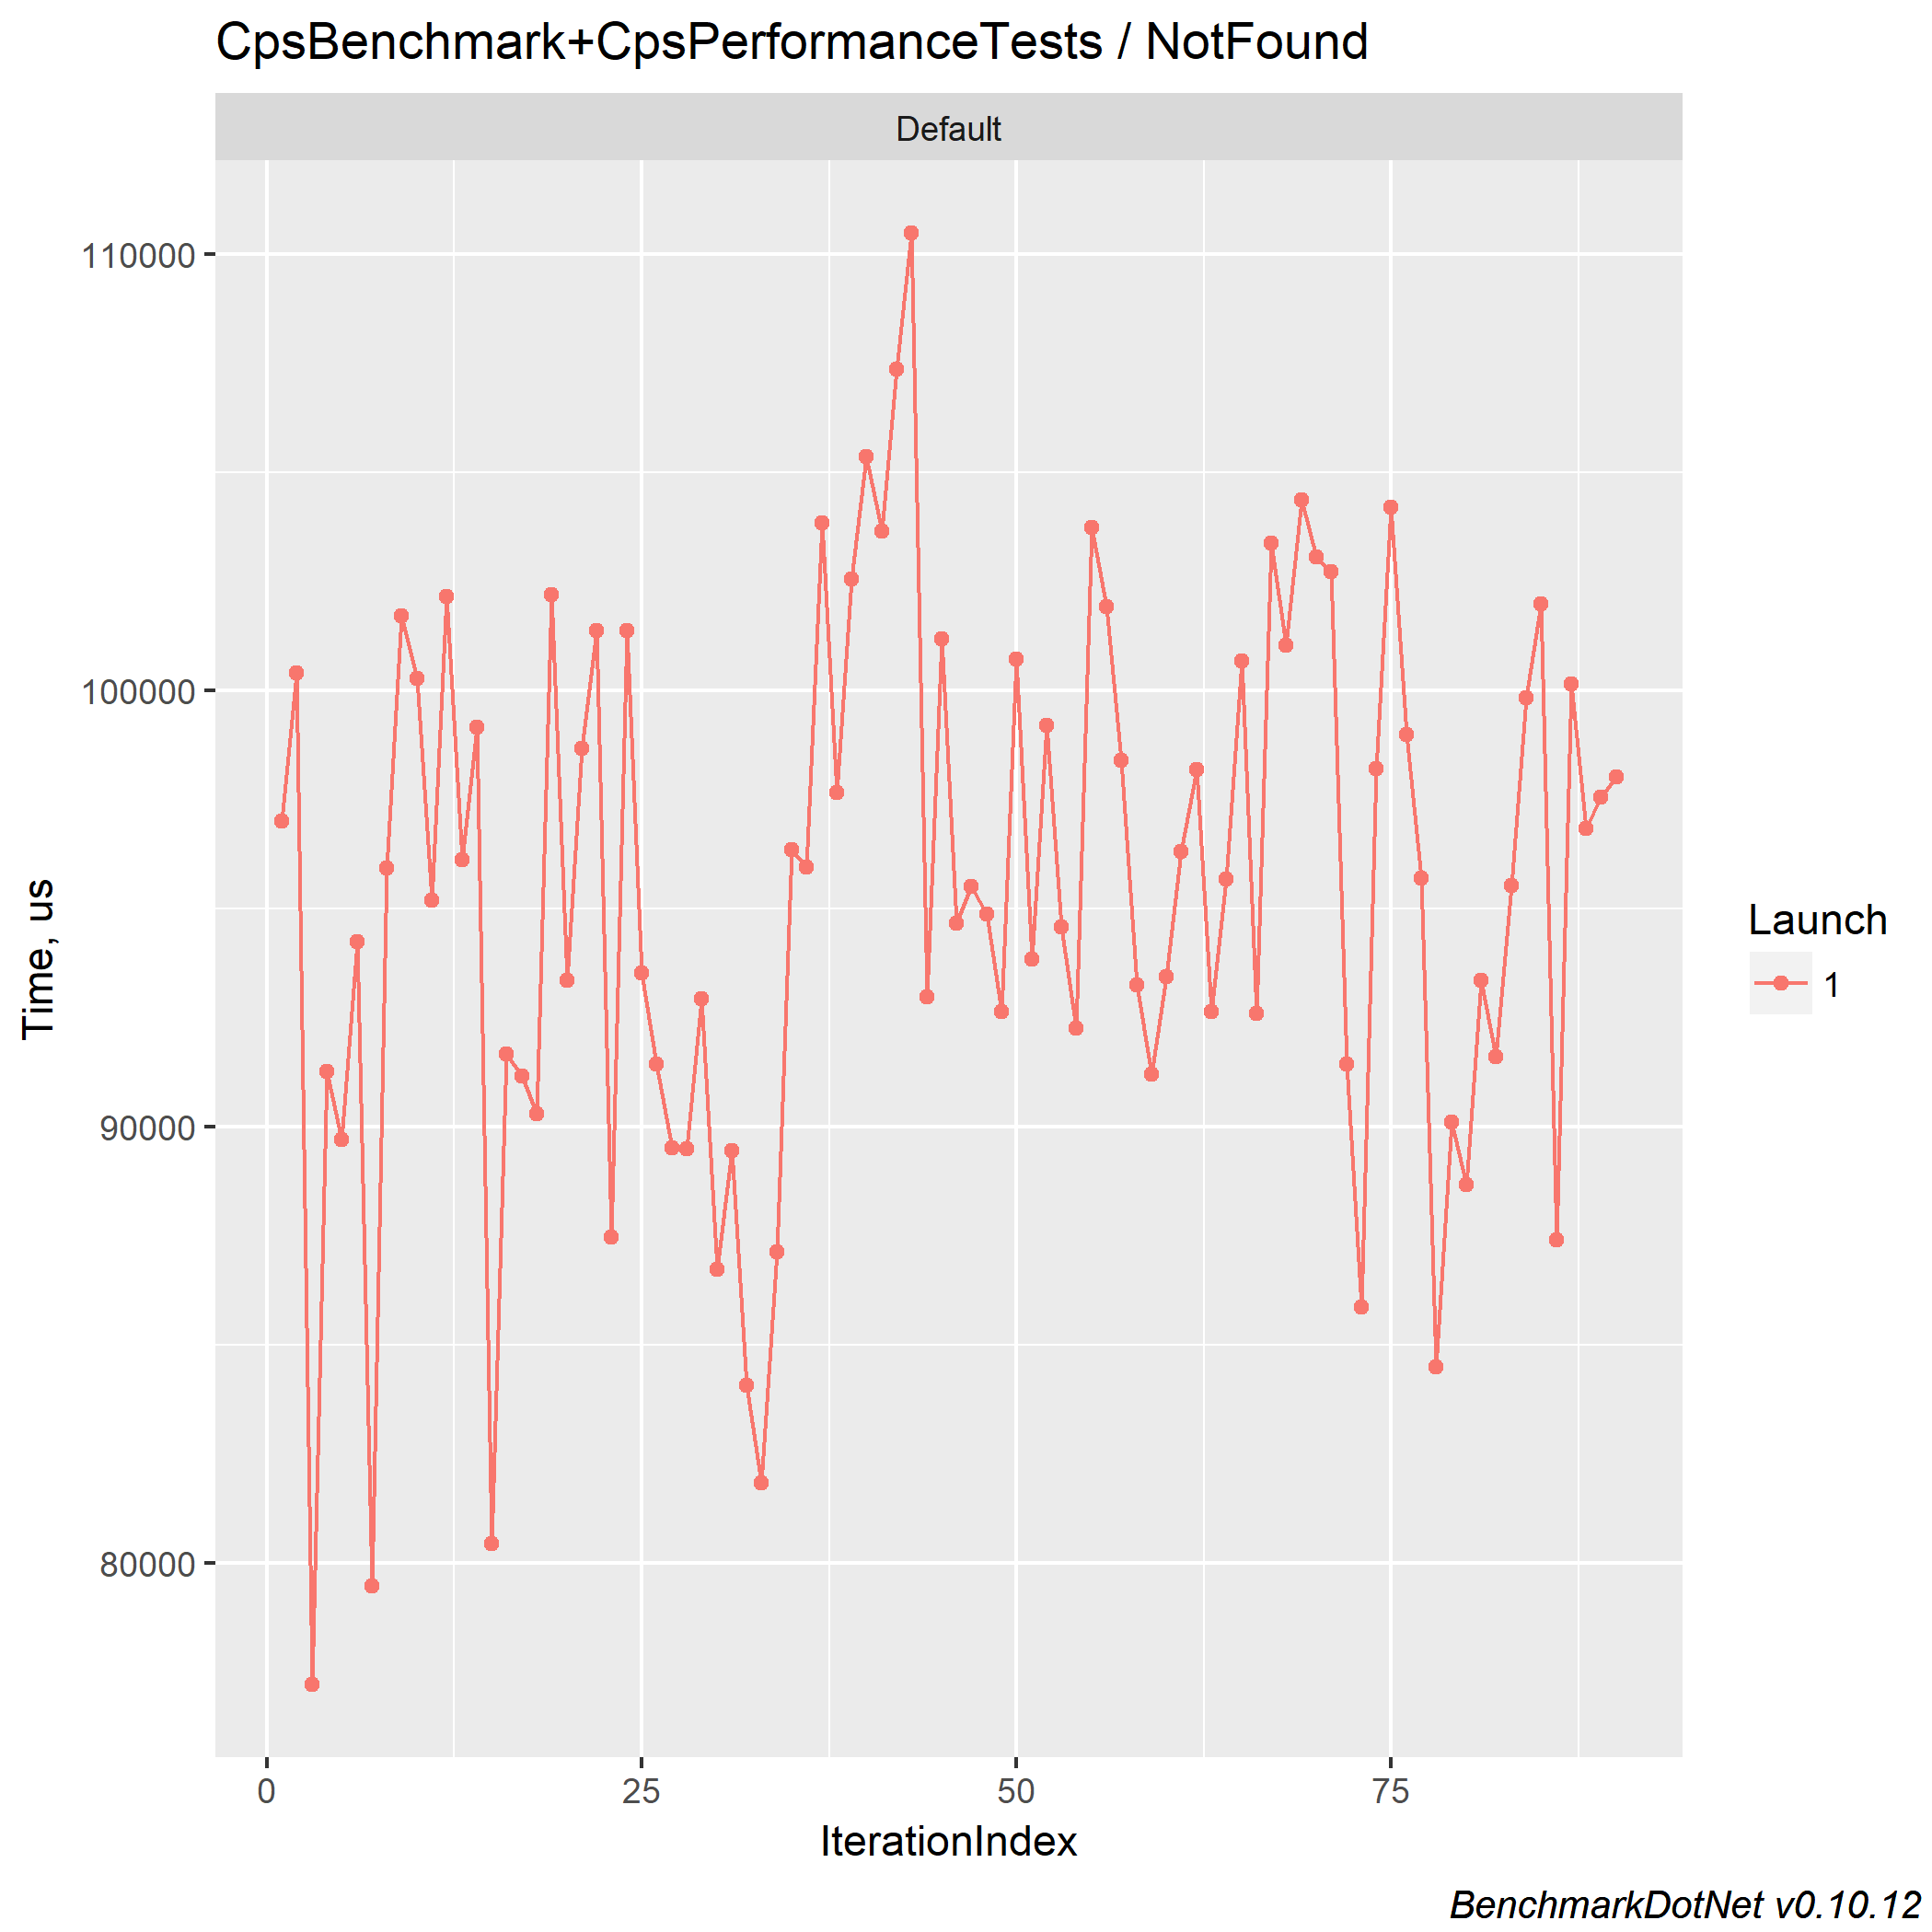 CpsBenchmark+CpsPerformanceTests / NotFound
Default
110000
100000
90000
80000
Time, us
0 25 50 75
IterationIndex
Launch
1
BenchmarkDotNet v0.10.12